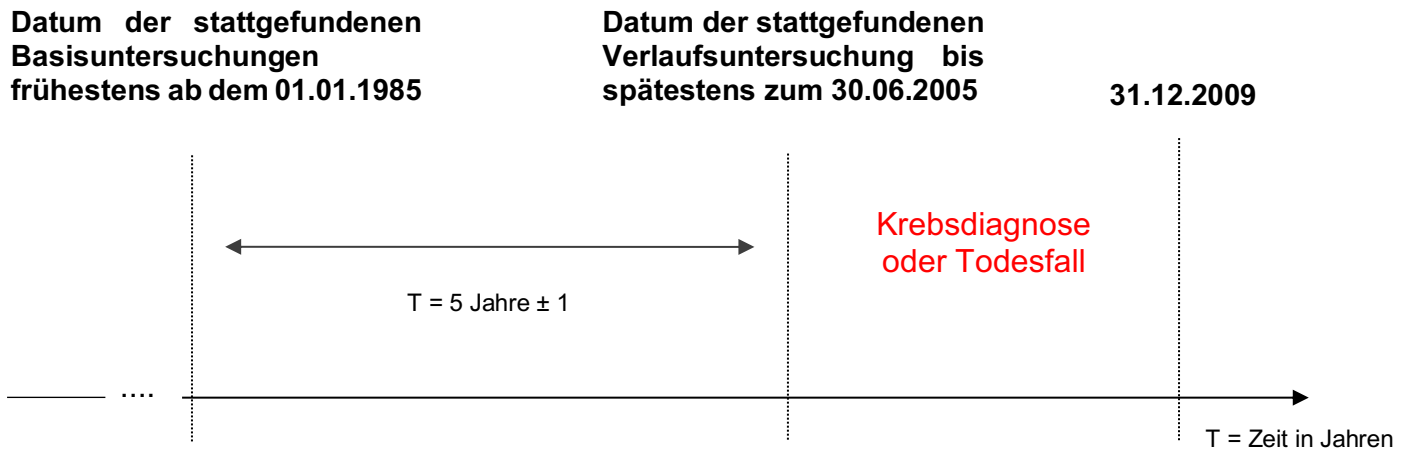 Datum der stattgefundenen
Basisuntersuchungen
frühestens ab dem 01.01.1985
Datum der stattgefundenen
Verlaufsuntersuchung bis
spätestens zum 30.06.2005
31.12.2009
Krebsdiagnose
oder Todesfall
T = 5 Jahre ± 1
....
T = Zeit in Jahren